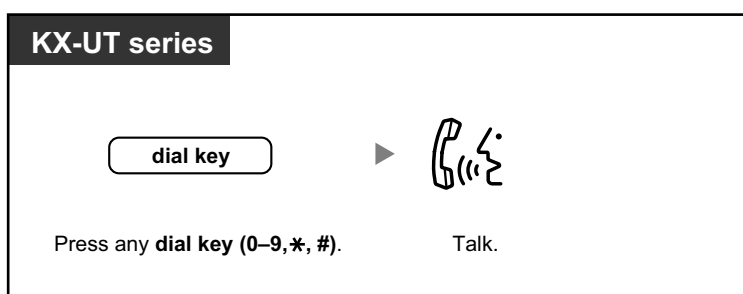 KX-UT series
dial key
Press any dial key (0–9,✻, #).
Talk.